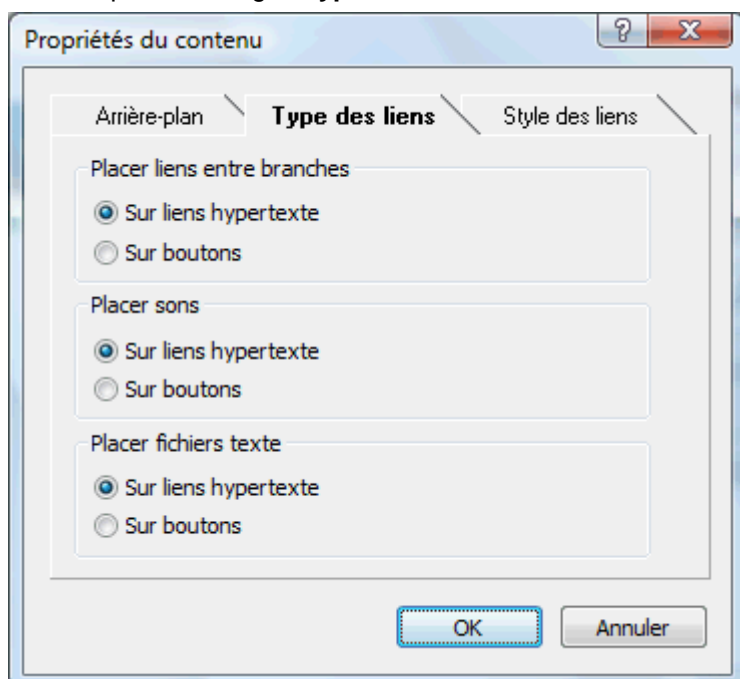 Propriétés du contenu
Arrière-plan Type des liens Style des liens
Placer liens entre branches
Sur liens hypertexte
Sur boutons
Placer sons
Sur liens hypertexte
Sur boutons
Placer fichiers texte
Sur liens hypertexte
Sur boutons
OK Annuler